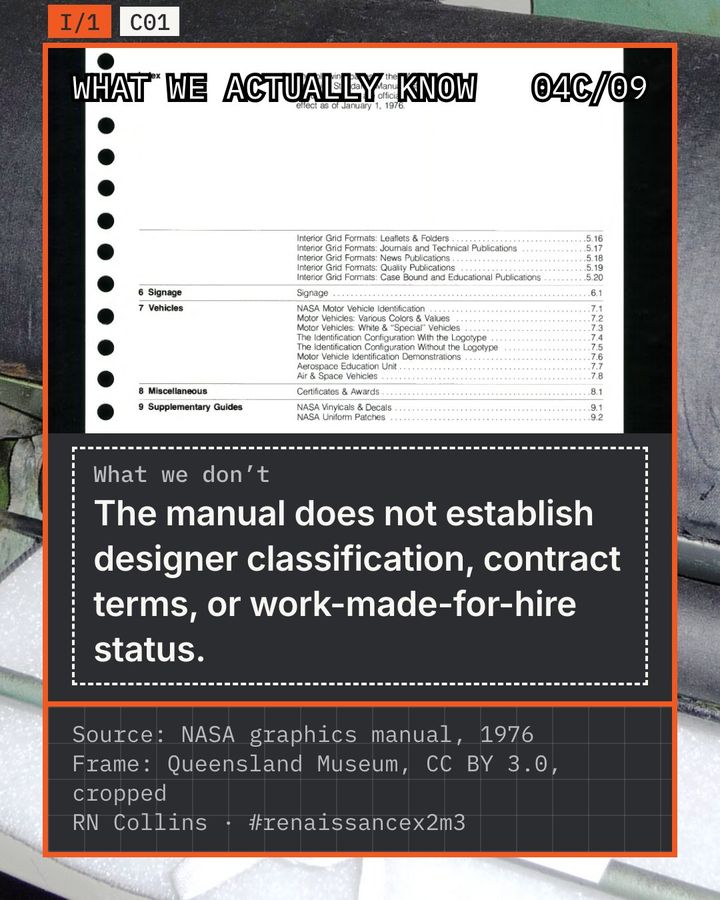 I/1 C01
WHAT WE ACTUALLY KNOW 04C/09
effect as of January 1, 1976.
Interior Grid Formats: Leaflets & Folders 5.16
Interior Grid Formats: Journals and Technical Publications 5.17
Interior Grid Formats: News Publications 5.18
Interior Grid Formats: Quality Publications 5.19
Interior Grid Formats: Case Bound and Educational Publications 5.20
6 Signage Signage 6.1
7 Vehicles NASA Motor Vehicle Identification 7.1
Motor Vehicles: Various Colors & Values 7.2
Motor Vehicles: White & "Special" Vehicles 7.3
The Identification Configuration With the Logotype 7.4
The Identification Configuration Without the Logotype 7.5
Motor Vehicle Identification Demonstrations 7.6
Aerospace Education Unit 7.7
Air & Space Vehicles 7.8
8 Miscellaneous Certificates & Awards 8.1
9 Supplementary Guides NASA Vinylcals & Decals 9.1
NASA Uniform Patches 9.2
What we don't
The manual does not establish
designer classification, contract
terms, or work-made-for-hire
status.
Source: NASA graphics manual, 1976
Frame: Queensland Museum, CC BY 3.0,
cropped
RN Collins · #renaissancex2m3